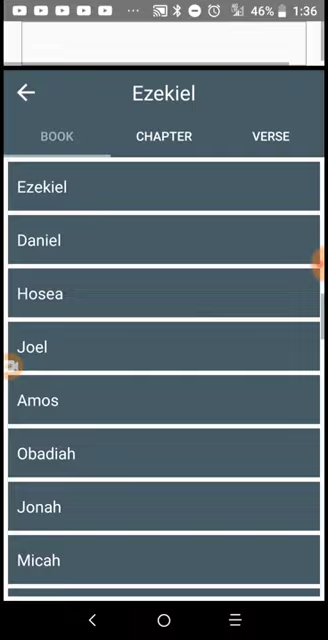 46% 1:36
Ezekiel
BOOK CHAPTER VERSE
Ezekiel
Daniel
Hosea
Joel
Amos
Obadiah
Jonah
Micah